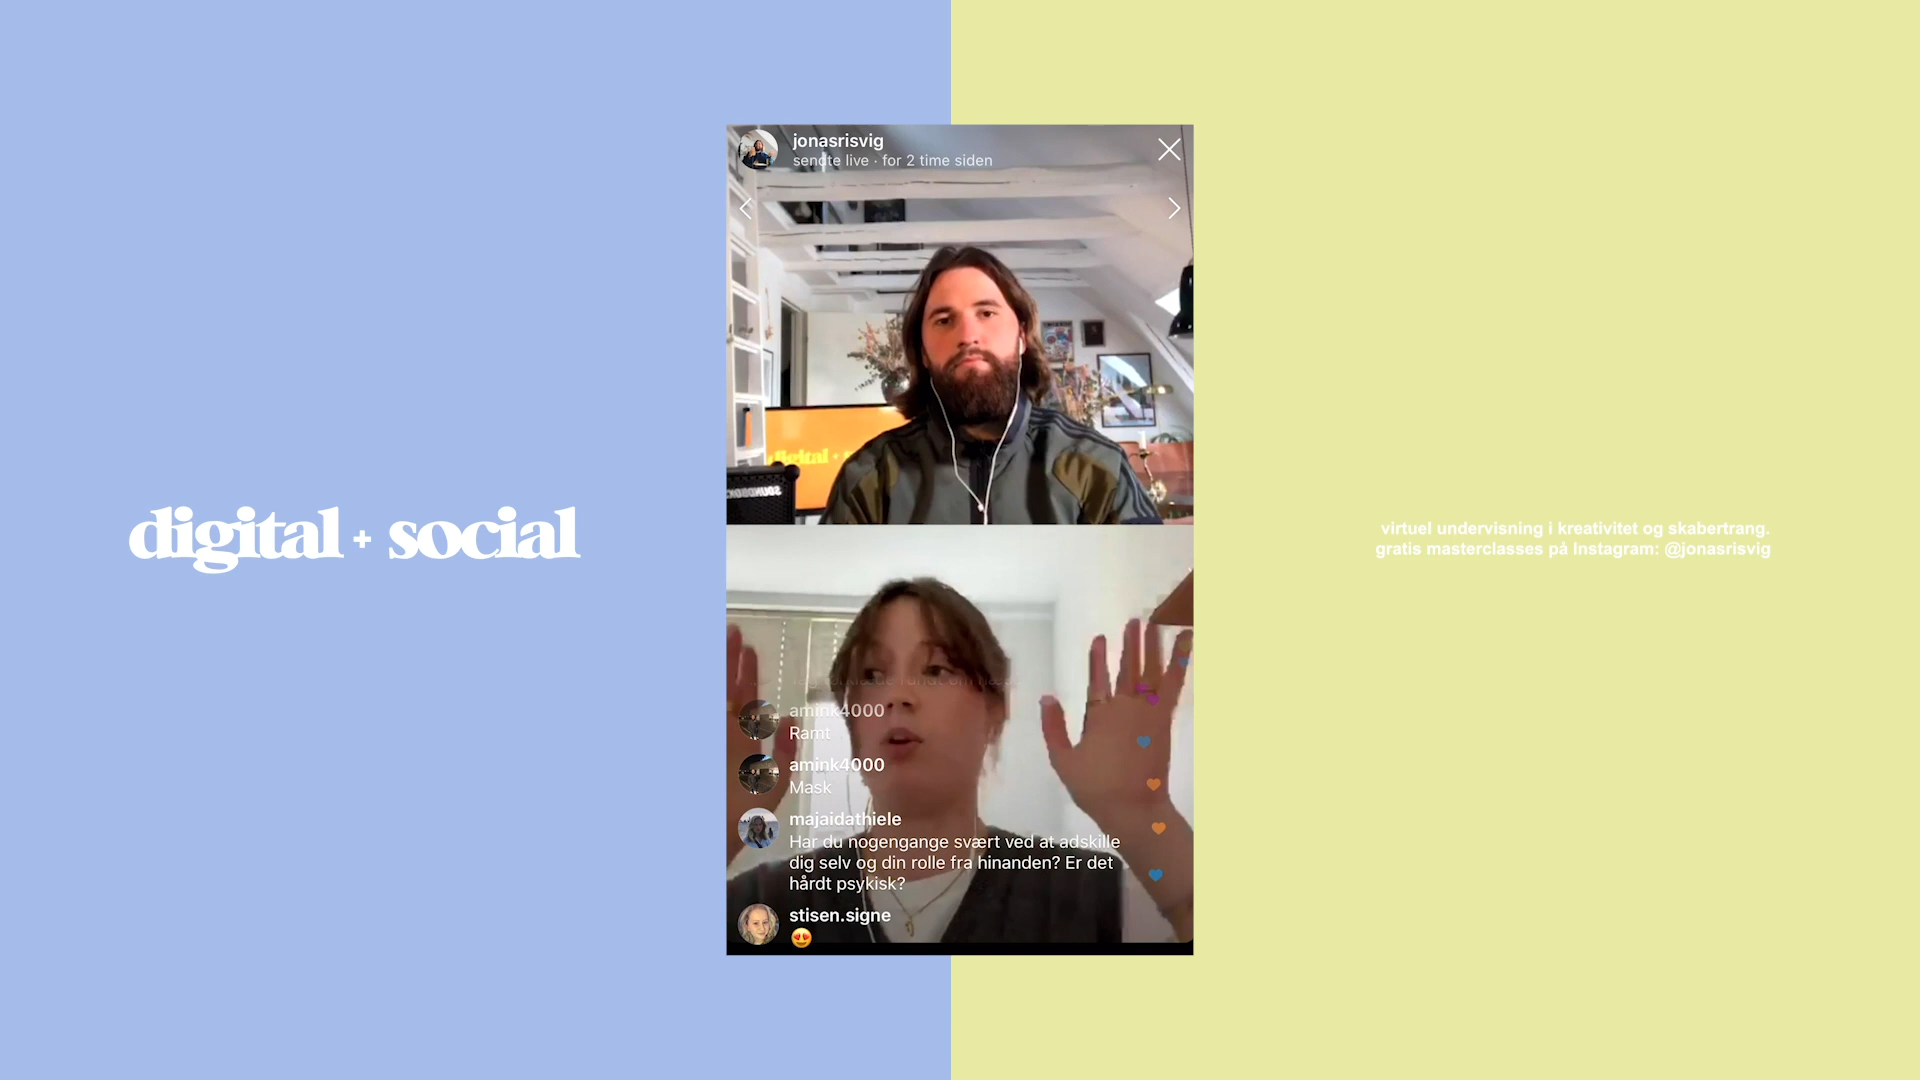 digital + social
jonasrisvig
sendte live · for 2 time siden
digital +
amink4000
Ramt
amink4000
Mask
majaidathiele
Har du nogengange svært ved at adskille
dig selv og din rolle fra hinanden? Er det
hårdt psykisk?
stisen.signe
😍
virtuel undervisning i kreativitet og skabertrang.
gratis masterclasses på Instagram: @jonasrisvig